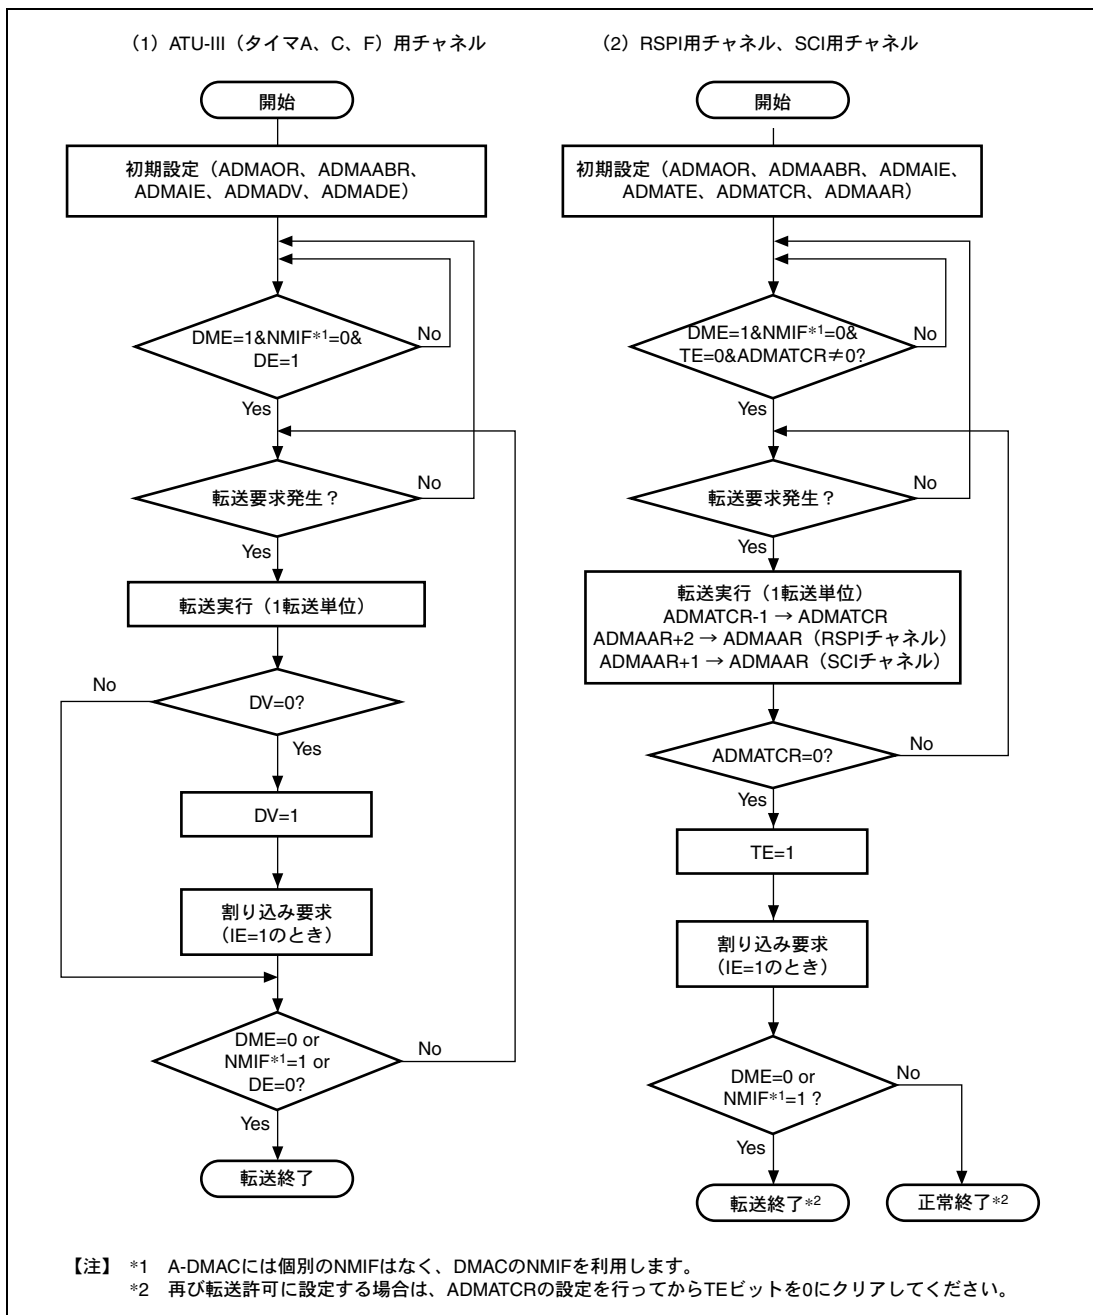 (1) ATU-III（タイマA、C、F）用チャネル
開始
初期設定（ADMAOR、ADMAABR、
ADMAIE、ADMADV、ADMADE）
DME=1&NMIF*1=0&
DE=1
No
Yes
転送要求発生？
No
Yes
転送実行（1転送単位）
DV=0?
No
Yes
DV=1
割り込み要求
（IE=1のとき）
DME=0 or
NMIF*1=1 or
DE=0?
No
Yes
転送終了
(2) RSPI用チャネル、SCI用チャネル
開始
初期設定（ADMAOR、ADMAABR、ADMAIE、
ADMATE、ADMATCR、ADMAAR）
DME=1&NMIF*1=0&
TE=0&ADMATCR≠0?
No
Yes
転送要求発生？
No
Yes
転送実行（1転送単位）
ADMATCR-1 → ADMATCR
ADMAAR+2 → ADMAAR（RSPIチャネル）
ADMAAR+1 → ADMAAR（SCIチャネル）
ADMATCR=0?
No
Yes
TE=1
割り込み要求
（IE=1のとき）
DME=0 or
NMIF*1=1 ?
No
Yes
転送終了*2
正常終了*2
【注】 *1 A-DMACには個別のNMIFはなく、DMACのNMIFを利用します。
*2 再び転送許可に設定する場合は、ADMATCRの設定を行ってからTEビットを0にクリアしてください。